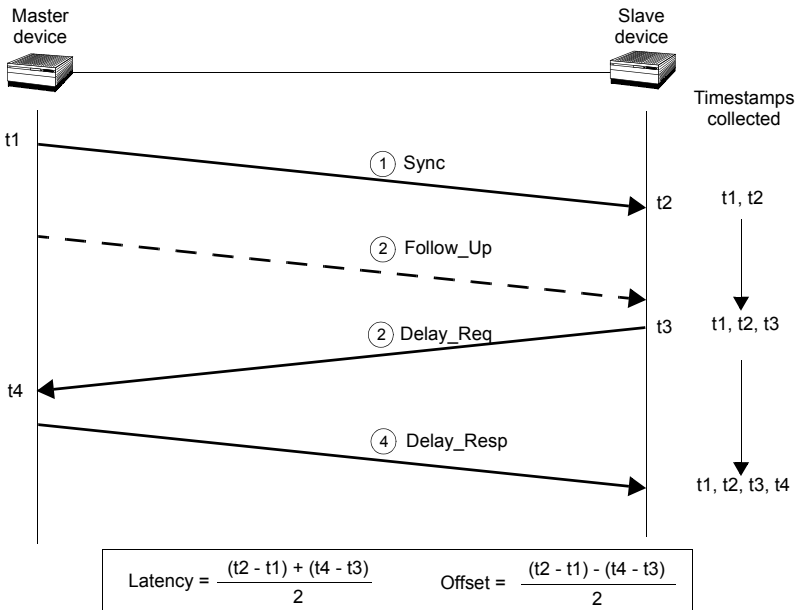 Master
device
Slave
device
Timestamps
collected
t1
① Sync
t2
t1, t2
② Follow_Up
t3
t1, t2, t3
② Delay_Req
t4
④ Delay_Resp
t1, t2, t3, t4
Latency = (t2 - t1) + (t4 - t3) / 2
Offset = (t2 - t1) - (t4 - t3) / 2